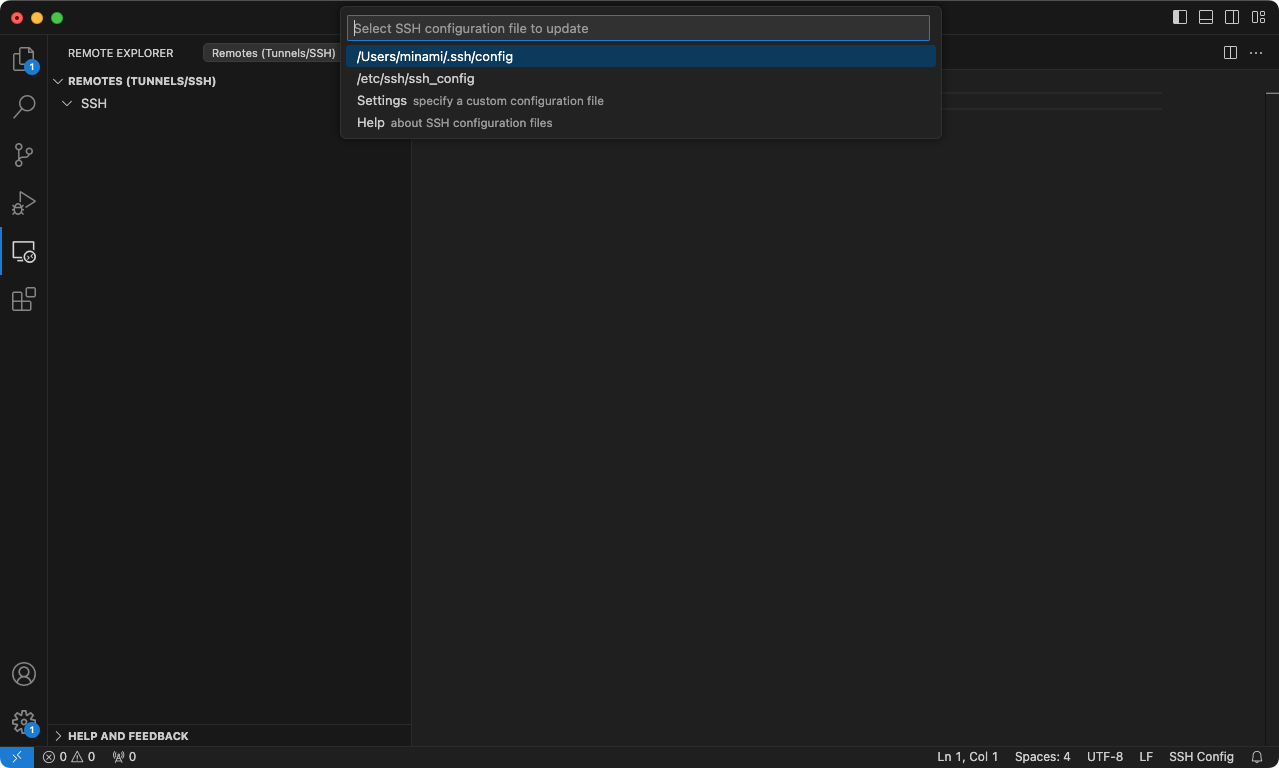 Select SSH configuration file to update
REMOTE EXPLORER
Remotes (Tunnels/SSH)
/Users/minami/.ssh/config
/etc/ssh/ssh_config
Settings specify a custom configuration file
Help about SSH configuration files
1
REMOTES (TUNNELS/SSH)
SSH
1
HELP AND FEEDBACK
0 0 0
Ln 1, Col 1 Spaces: 4 UTF-8 LF SSH Config